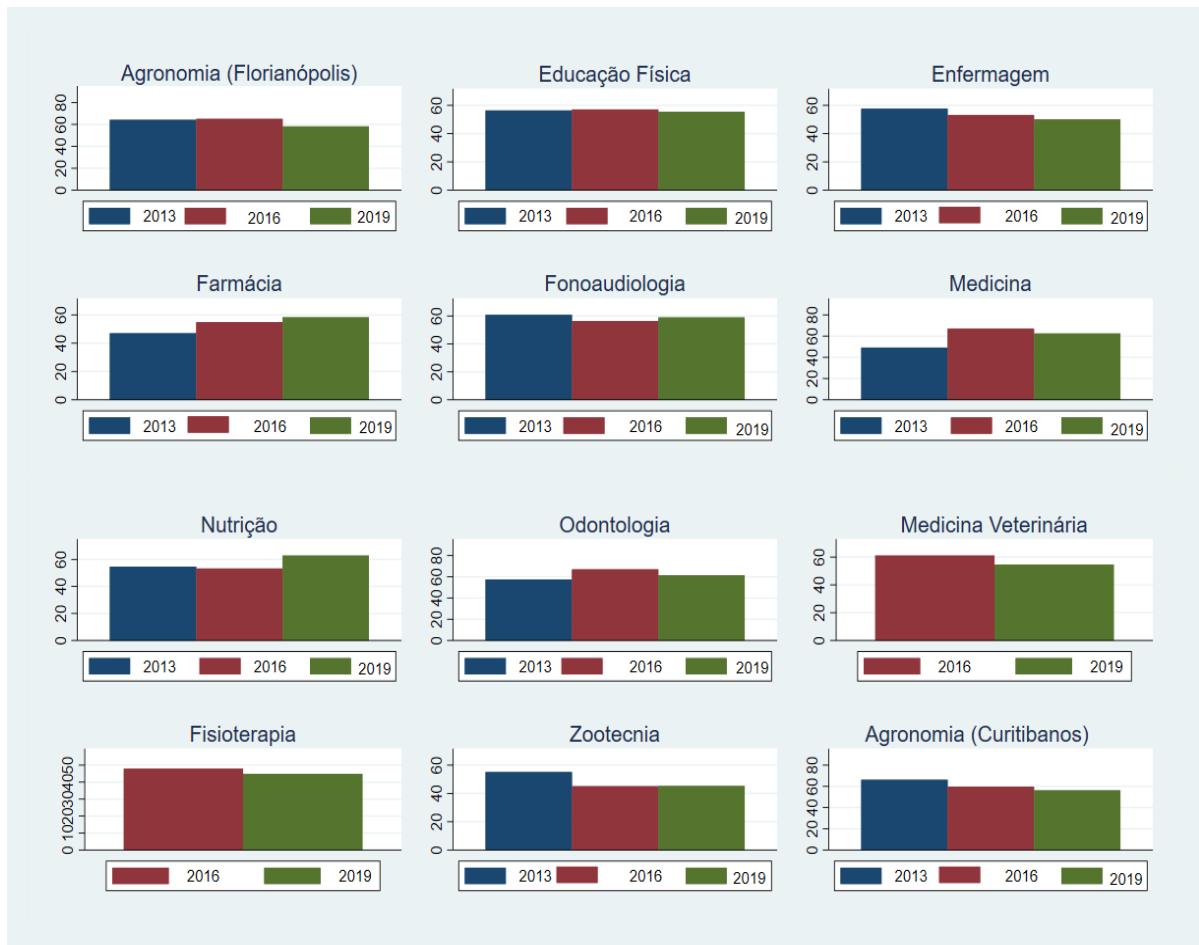 Agronomia (Florianópolis)
0 20 40 60 80
2013 2016 2019
Educação Física
0 20 40 60
2013 2016 2019
Enfermagem
0 20 40 60
2013 2016 2019
Farmácia
0 20 40 60
2013 2016 2019
Fonoaudiologia
0 20 40 60
2013 2016 2019
Medicina
0 20 40 60 80
2013 2016 2019
Nutrição
0 20 40 60
2013 2016 2019
Odontologia
0 20 40 60 80
2013 2016 2019
Medicina Veterinária
0 20 40 60
2016 2019
Fisioterapia
0 10 20 30 40 50
2016 2019
Zootecnia
0 20 40 60
2013 2016 2019
Agronomia (Curitibanos)
0 20 40 60 80
2013 2016 2019